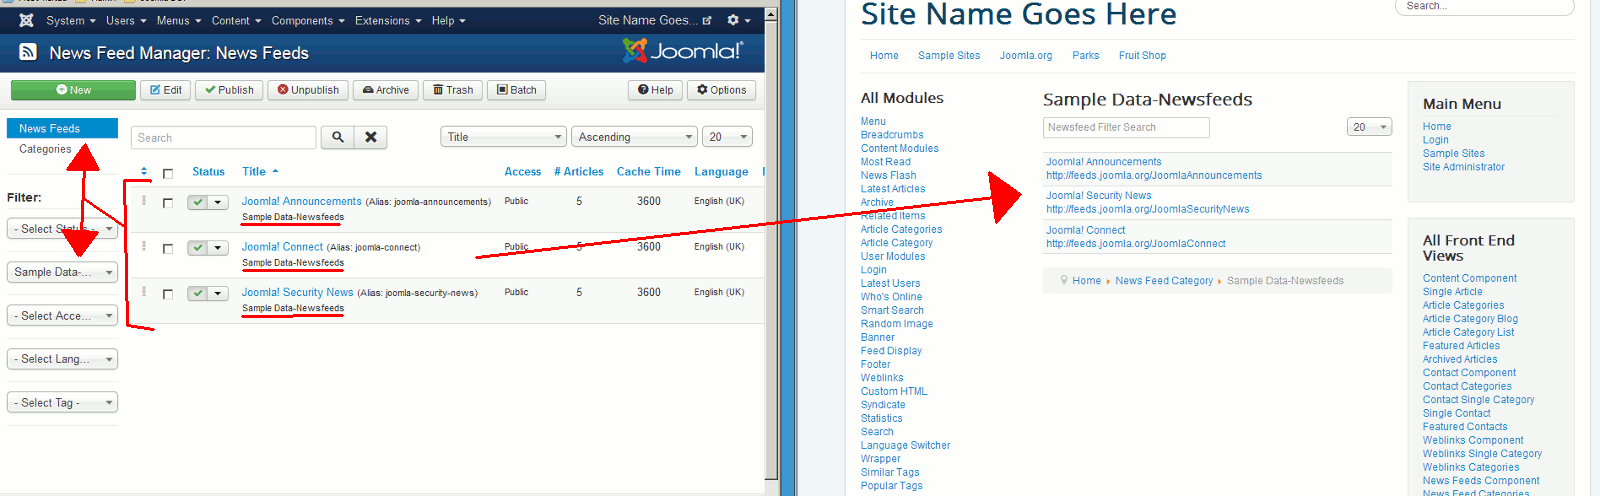 System Users Menus Content Components Extensions Help Site Name Goes...
News Feed Manager: News Feeds Joomla!
New Edit Publish Unpublish Archive Trash Batch Help Options
News Feeds
Categories
Search Title Ascending 20
Status Title Access # Articles Cache Time Language
Filter:
- Select Status -
Sample Data-...
- Select Acce...
- Select Lang...
- Select Tag -
Joomla! Announcements (Alias: joomla-announcements) Public 5 3600 English (UK)
Sample Data-Newsfeeds
Joomla! Connect (Alias: joomla-connect) Public 5 3600 English (UK)
Sample Data-Newsfeeds
Joomla! Security News (Alias: joomla-security-news) Public 5 3600 English (UK)
Sample Data-Newsfeeds
Site Name Goes Here
Search...
Home Sample Sites Joomla.org Parks Fruit Shop
All Modules
Menu
Breadcrumbs
Content Modules
Most Read
News Flash
Latest Articles
Archive
Related Items
Article Categories
Article Category
User Modules
Login
Latest Users
Who's Online
Smart Search
Random Image
Banner
Feed Display
Footer
Weblinks
Custom HTML
Syndicate
Statistics
Search
Language Switcher
Wrapper
Similar Tags
Popular Tags
Sample Data-Newsfeeds
Newsfeed Filter Search 20
Joomla! Announcements
http://feeds.joomla.org/JoomlaAnnouncements
Joomla! Security News
http://feeds.joomla.org/JoomlaSecurityNews
Joomla! Connect
http://feeds.joomla.org/JoomlaConnect
Home News Feed Category Sample Data-Newsfeeds
Main Menu
Home
Login
Sample Sites
Site Administrator
All Front End
Views
Content Component
Single Article
Article Categories
Article Category Blog
Article Category List
Featured Articles
Archived Articles
Contact Component
Contact Categories
Contact Single Category
Single Contact
Featured Contacts
Weblinks Component
Weblinks Single Category
Weblinks Categories
News Feeds Component
News Feed Categories